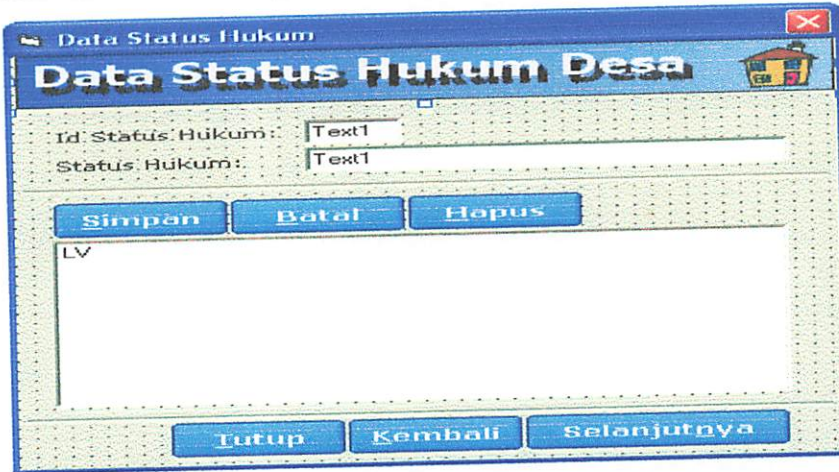 Data Status Hukum
Data Status Hukum Desa
Id Status Hukum: Text1
Status Hukum: Text1
Simpan Batal Hapus
LV
Tutup Kembali Selanjutnya